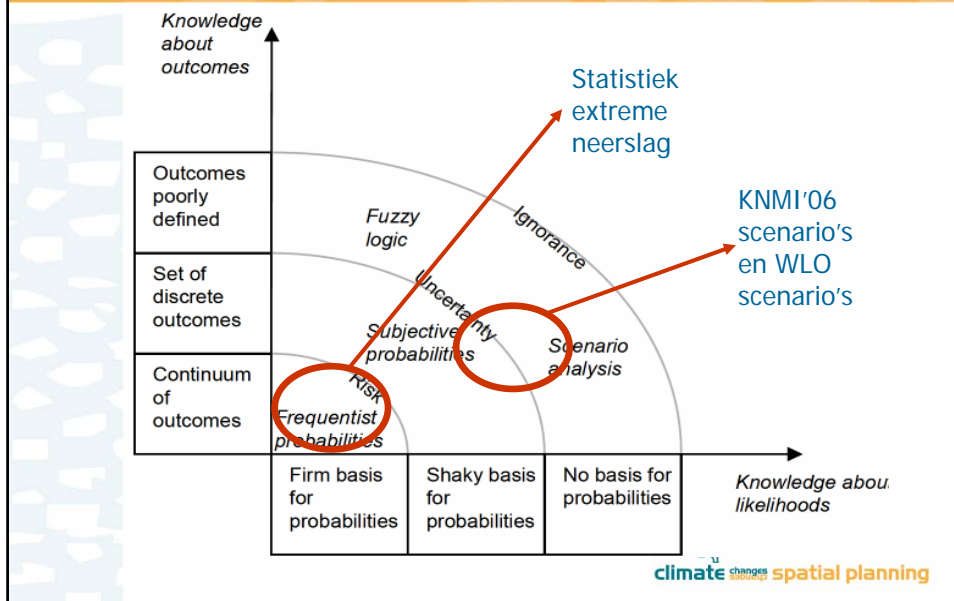 Knowledge
about
outcomes
Statistiek
extreme
neerslag
Outcomes
poorly
defined
Fuzzy
logic
Ignorance
KNMI'06
scenario's
en WLO
scenario's
Set of
discrete
outcomes
Uncertainty
Subjective
probabilities
Scenario
analysis
Continuum
of
outcomes
Risk
Frequentist
probabilities
Firm basis
for
probabilities
Shaky basis
for
probabilities
No basis for
probabilities
Knowledge abou
likelihoods
climate changes spatial planning